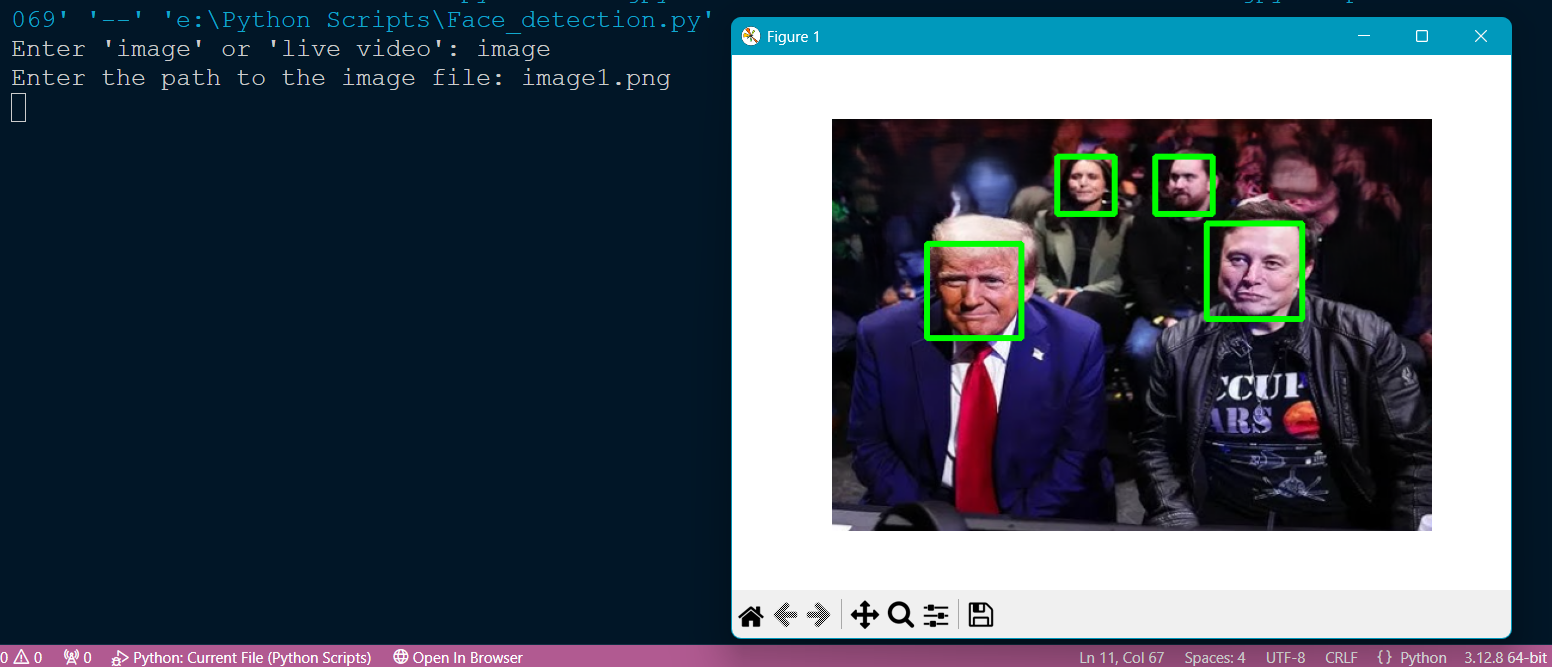 069' '--' 'e:\Python Scripts\Face_detection.py'
Enter 'image' or 'live video': image
Enter the path to the image file: image1.png
Figure 1
CCUP
ARS
0 0 0 Python: Current File (Python Scripts) Open In Browser Ln 11, Col 67 Spaces: 4 UTF-8 CRLF {} Python 3.12.8 64-bit